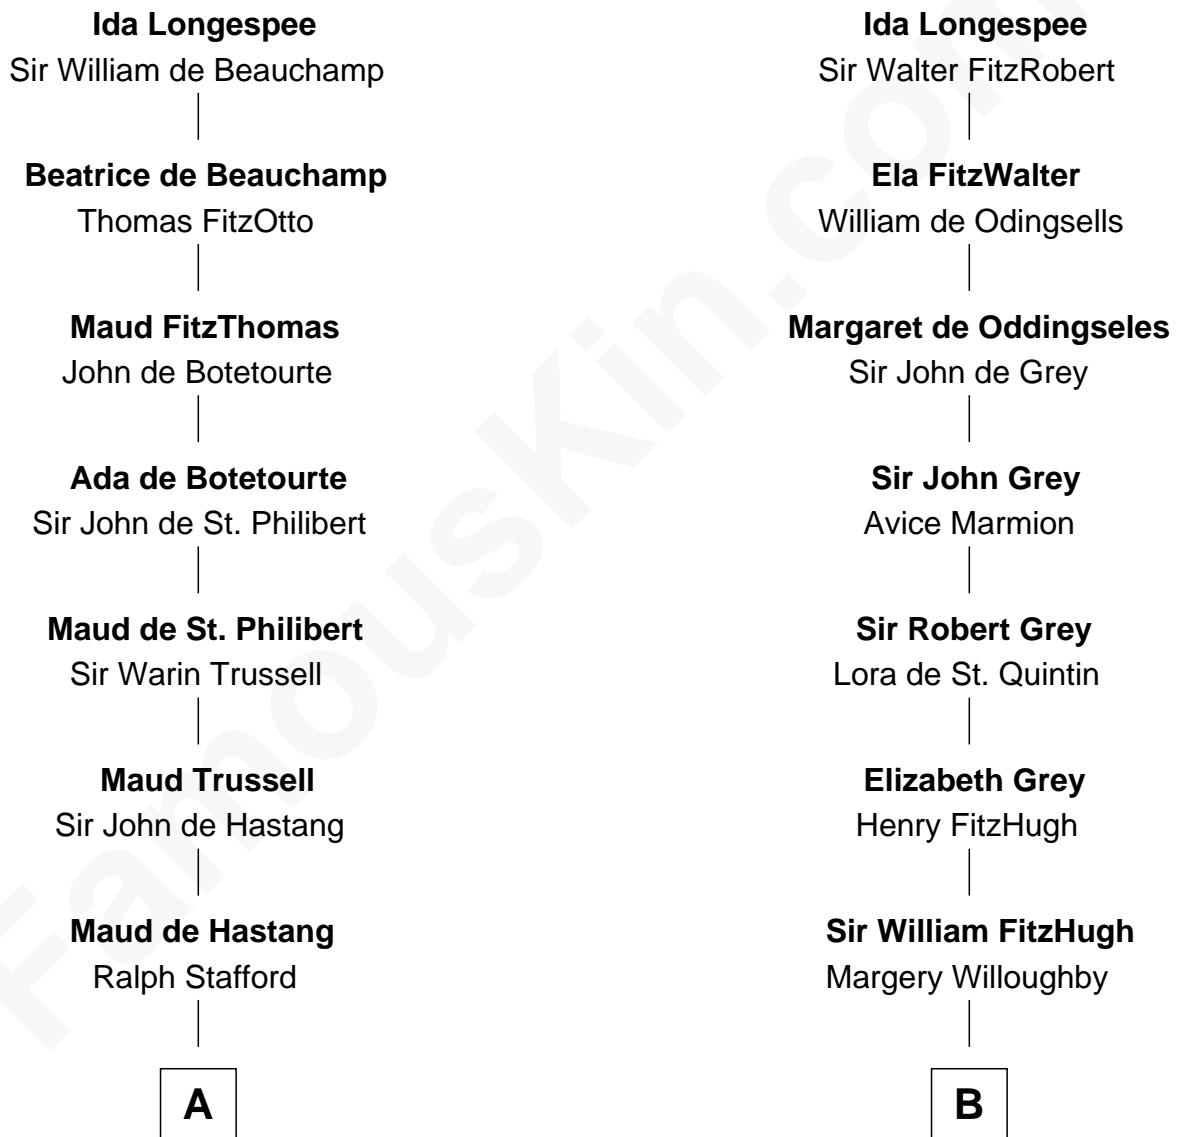 Ida Longespee
Sir William de Beauchamp
Beatrice de Beauchamp
Thomas FitzOtto
Maud FitzThomas
John de Botetourte
Ada de Botetourte
Sir John de St. Philibert
Maud de St. Philibert
Sir Warin Trussell
Maud Trussell
Sir John de Hastang
Maud de Hastang
Ralph Stafford
A
Ida Longespee
Sir Walter FitzRobert
Ela FitzWalter
William de Odingsells
Margaret de Oddingseles
Sir John de Grey
Sir John Grey
Avice Marmion
Sir Robert Grey
Lora de St. Quintin
Elizabeth Grey
Henry FitzHugh
Sir William FitzHugh
Margery Willoughby
B
FamousKin.com